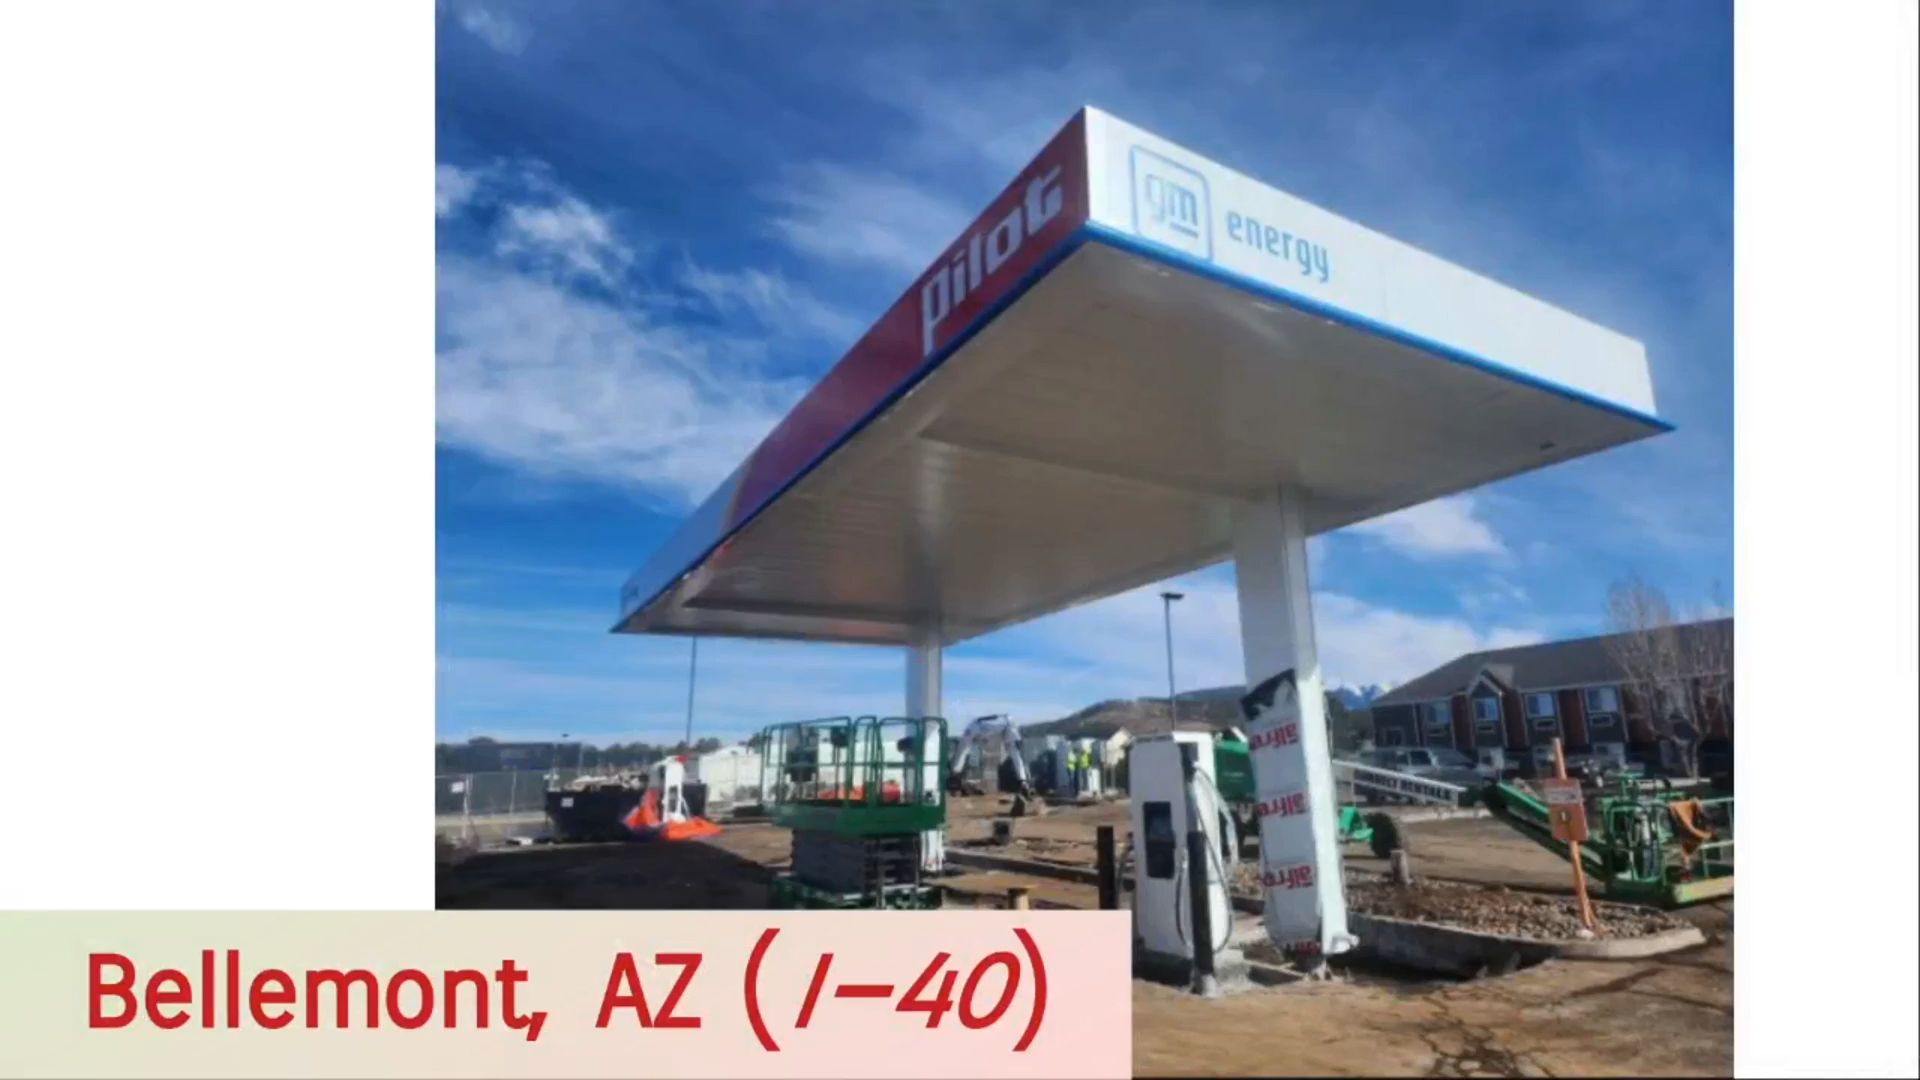 pilot
gm energy
Bellemont, AZ (I-40)